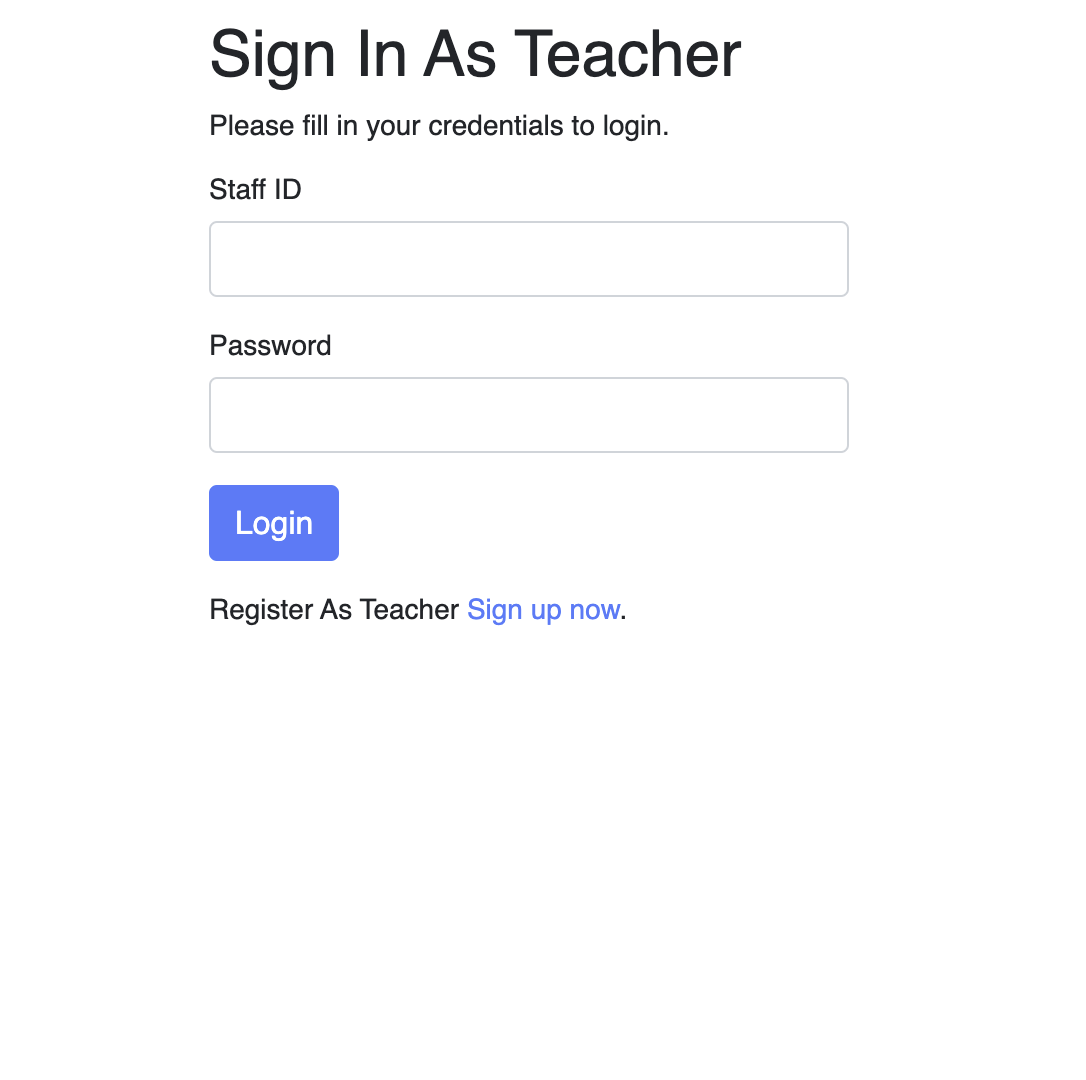 Sign In As Teacher
Please fill in your credentials to login.
Staff ID
Password
Login
Register As Teacher Sign up now.